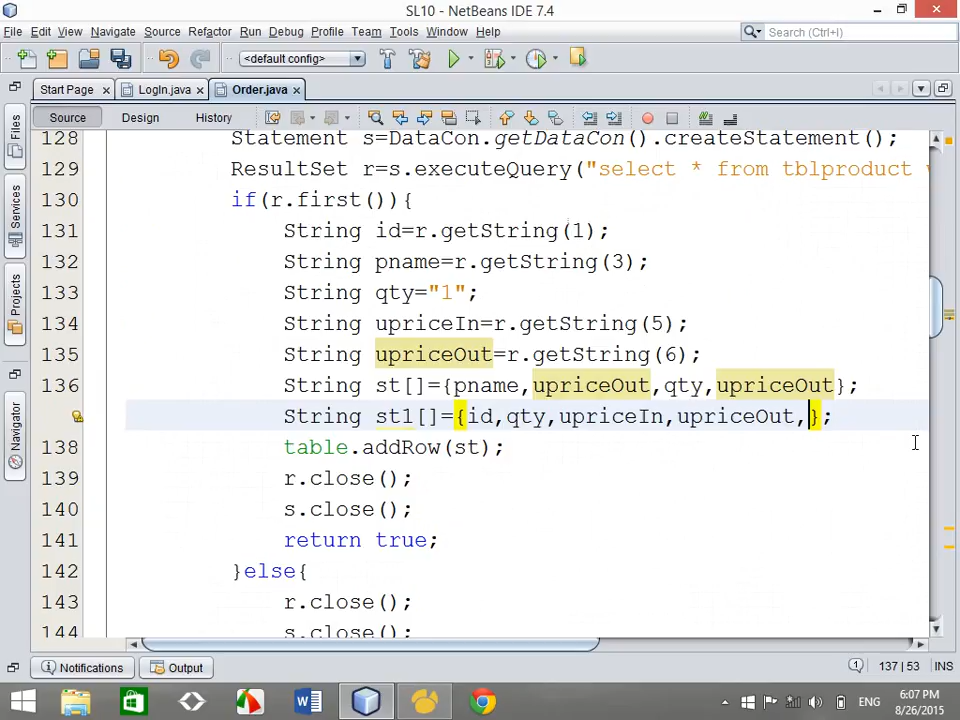 SL10 - NetBeans IDE 7.4
File Edit View Navigate Source Refactor Run Debug Profile Team Tools Window Help
<default config> Search (Ctrl+I)
Start Page LogIn.java Order.java
Source Design History
Files
Services
Projects
Navigator
128 Statement s=DataCon.getDataCon().createStatement();
129 ResultSet r=s.executeQuery("select * from tblproduct
130 if(r.first()){
131 String id=r.getString(1);
132 String pname=r.getString(3);
133 String qty="1";
134 String upriceIn=r.getString(5);
135 String upriceOut=r.getString(6);
136 String st[]={pname,upriceOut,qty,upriceOut};
String st1[]={id,qty,upriceIn,upriceOut,};
138 table.addRow(st);
139 r.close();
140 s.close();
141 return true;
142 }else{
143 r.close();
144 s.close();
Notifications Output 1 137 | 53 INS
ENG 6:07 PM
8/26/2015